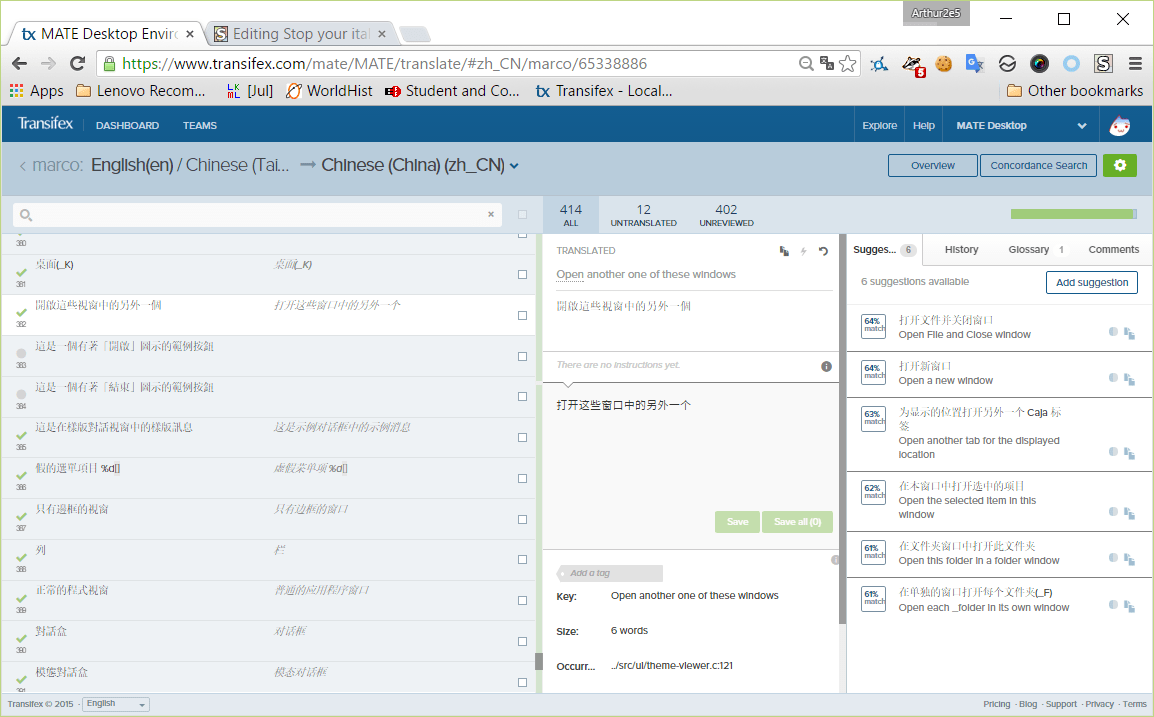 Arthur2e5
tx MATE Desktop Enviro
Editing Stop your ital
https://www.transifex.com/mate/MATE/translate/#zh_CN/marco/65338886
Apps Lenovo Recom... [Jul] WorldHist Student and Co... Transifex - Local... Other bookmarks
Transifex DASHBOARD TEAMS Explore Help MATE Desktop
marco: English(en) / Chinese (Tai... Chinese (China) (zh_CN)
Overview Concordance Search
414 12 402
ALL UNTRANSLATED UNREVIEWED
380
桌面(_K) 桌面(_K)
381
開啟這些視窗中的另外一個 打开这些窗口中的另外一个
382
這是一個有著「開啟」圖示的範例按鈕
383
這是一個有著「結束」圖示的範例按鈕
384
這是在樣版對話視窗中的樣版訊息 这是示例对话框中的示例消息
385
假的選單項目 %d[] 虚假菜单项 %d[]
386
只有邊框的視窗 只有边框的窗口
387
列 栏
388
正常的程式視窗 普通的应用程序窗口
389
對話盒 对话框
390
模態對話盒 模态对话框
391
TRANSLATED
Open another one of these windows
開啟這些視窗中的另外一個
There are no instructions yet.
打开这些窗口中的另外一个
Save Save all (0)
Add a tag
Key: Open another one of these windows
Size: 6 words
Occurr... ../src/ui/theme-viewer.c:121
Sugges... 6 History Glossary 1 Comments
6 suggestions available Add suggestion
64% match
打开文件并关闭窗口
Open File and Close window
64% match
打开新窗口
Open a new window
63% match
为显示的位置打开另外一个 Caja 标
签
Open another tab for the displayed
location
62% match
在本窗口中打开选中的项目
Open the selected item in this
window
61% match
在文件夹窗口中打开此文件夹
Open this folder in a folder window
61% match
在单独的窗口打开每个文件夹(_F)
Open each _folder in its own window
Transifex © 2015 · English
Pricing · Blog · Support · Privacy · Terms